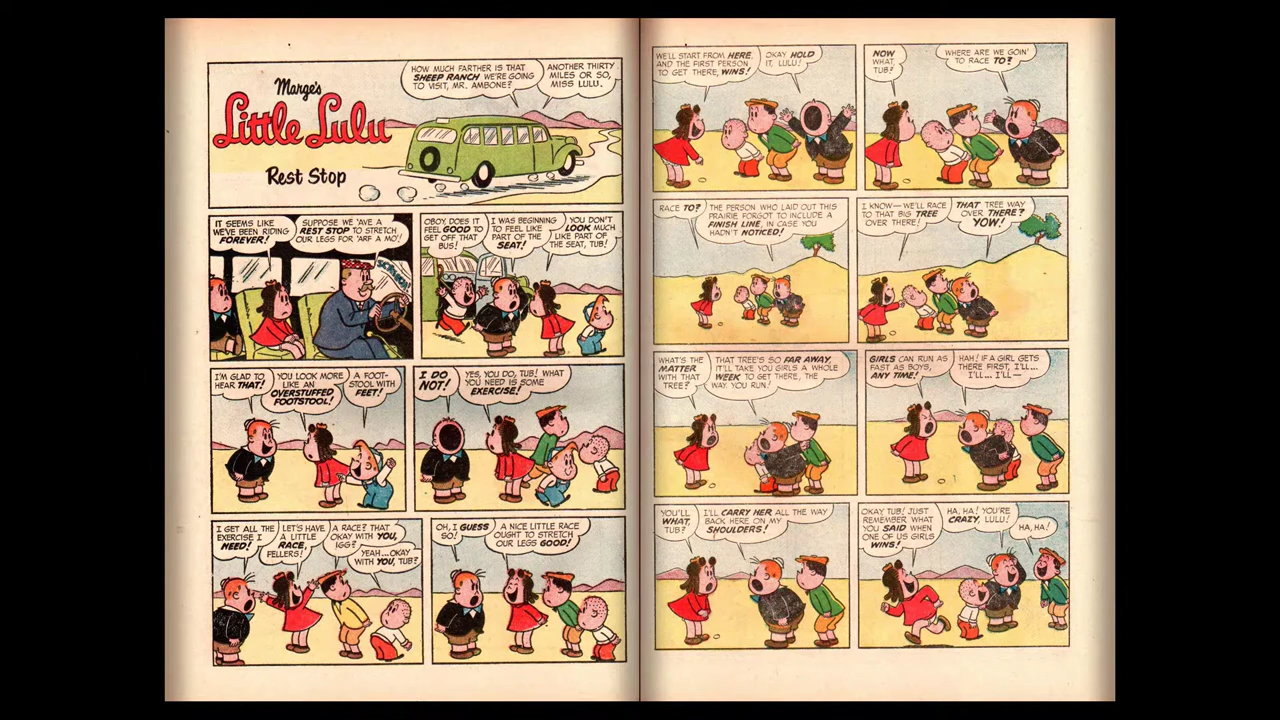 Marge's
Little Lulu
Rest Stop
HOW MUCH FARTHER IS THAT
SHEEP RANCH WE'RE GOING
TO VISIT, MR. AMBONE?
ANOTHER THIRTY
MILES OR SO,
MISS LULU.
IT SEEMS LIKE
WE'VE BEEN RIDING
FOREVER!
SUPPOSE WE 'AVE A
REST STOP TO STRETCH
OUR LEGS FOR 'ARF A MO'!
OBOY, DOES IT
FEEL GOOD TO
GET OFF THAT
BUS!
I WAS BEGINNING
TO FEEL LIKE
PART OF THE
SEAT!
YOU DON'T
LOOK MUCH
LIKE PART OF
THE SEAT, TUB!
I'M GLAD TO
HEAR THAT!
YOU LOOK MORE
LIKE AN
OVERSTUFFED
FOOTSTOOL!
A FOOT-
STOOL WITH
FEET!
I DO
NOT!
YES, YOU DO, TUB! WHAT
YOU NEED IS SOME
EXERCISE!
I GET ALL THE
EXERCISE I
NEED!
LET'S HAVE
A LITTLE
RACE,
FELLERS!
A RACE? THAT
OKAY WITH YOU,
IGG?
YEAH...OKAY
WITH YOU, TUB?
OH, I GUESS
SO!
A NICE LITTLE RACE
OUGHT TO STRETCH
OUR LEGS GOOD!
WE'LL START FROM HERE,
AND THE FIRST PERSON
TO GET THERE, WINS!
OKAY HOLD
IT, LULU!
NOW
WHAT,
TUB?
WHERE ARE WE GOIN'
TO RACE TO?
RACE TO?
THE PERSON WHO LAID OUT THIS
PRAIRIE FORGOT TO INCLUDE A
FINISH LINE, IN CASE YOU
HADN'T NOTICED!
I KNOW— WE'LL RACE
TO THAT BIG TREE
OVER THERE!
THAT TREE WAY
OVER THERE?
YOW!
WHAT'S THE
MATTER
WITH THAT
TREE?
THAT TREE'S SO FAR AWAY,
IT'LL TAKE YOU GIRLS A WHOLE
WEEK TO GET THERE, THE
WAY YOU RUN!
GIRLS CAN RUN AS
FAST AS BOYS,
ANY TIME!
HAH! IF A GIRL GETS
THERE FIRST, I'LL...
I'LL... I'LL—
YOU'LL
WHAT,
TUB?
I'LL CARRY HER ALL THE WAY
BACK HERE ON MY
SHOULDERS!
OKAY TUB! JUST
REMEMBER WHAT
YOU SAID WHEN
ONE OF US GIRLS
WINS!
HA, HA! YOU'RE
CRAZY, LULU!
HA, HA!